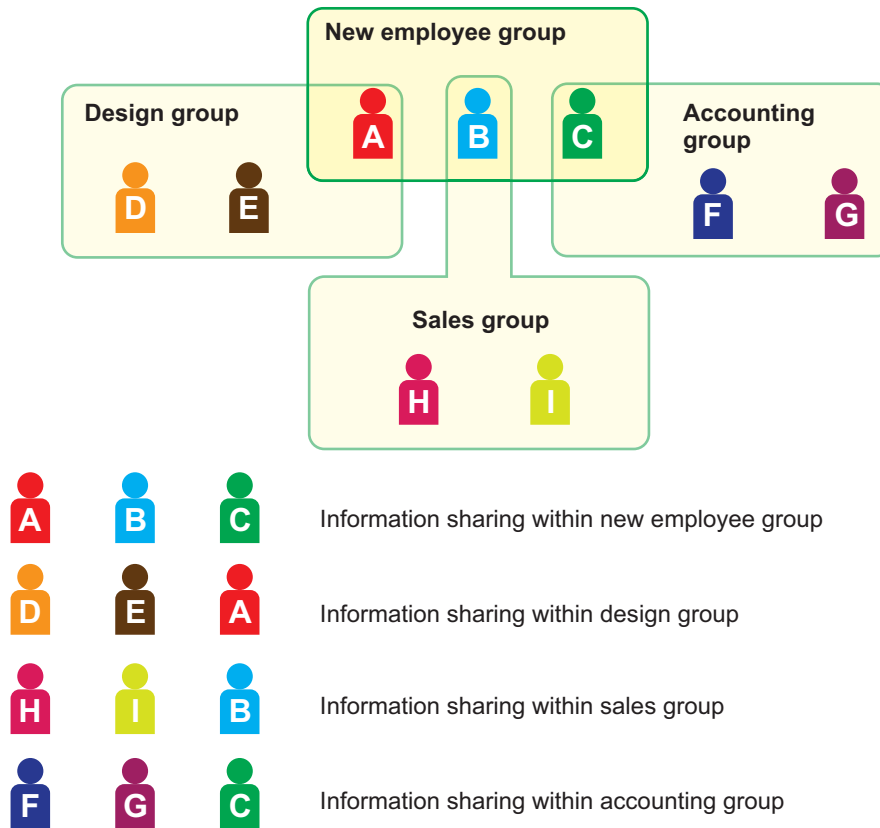 New employee group
Design group
A
B
C
Accounting
group
D
E
F
G
Sales group
H
I
A B C Information sharing within new employee group
D E A Information sharing within design group
H I B Information sharing within sales group
F G C Information sharing within accounting group